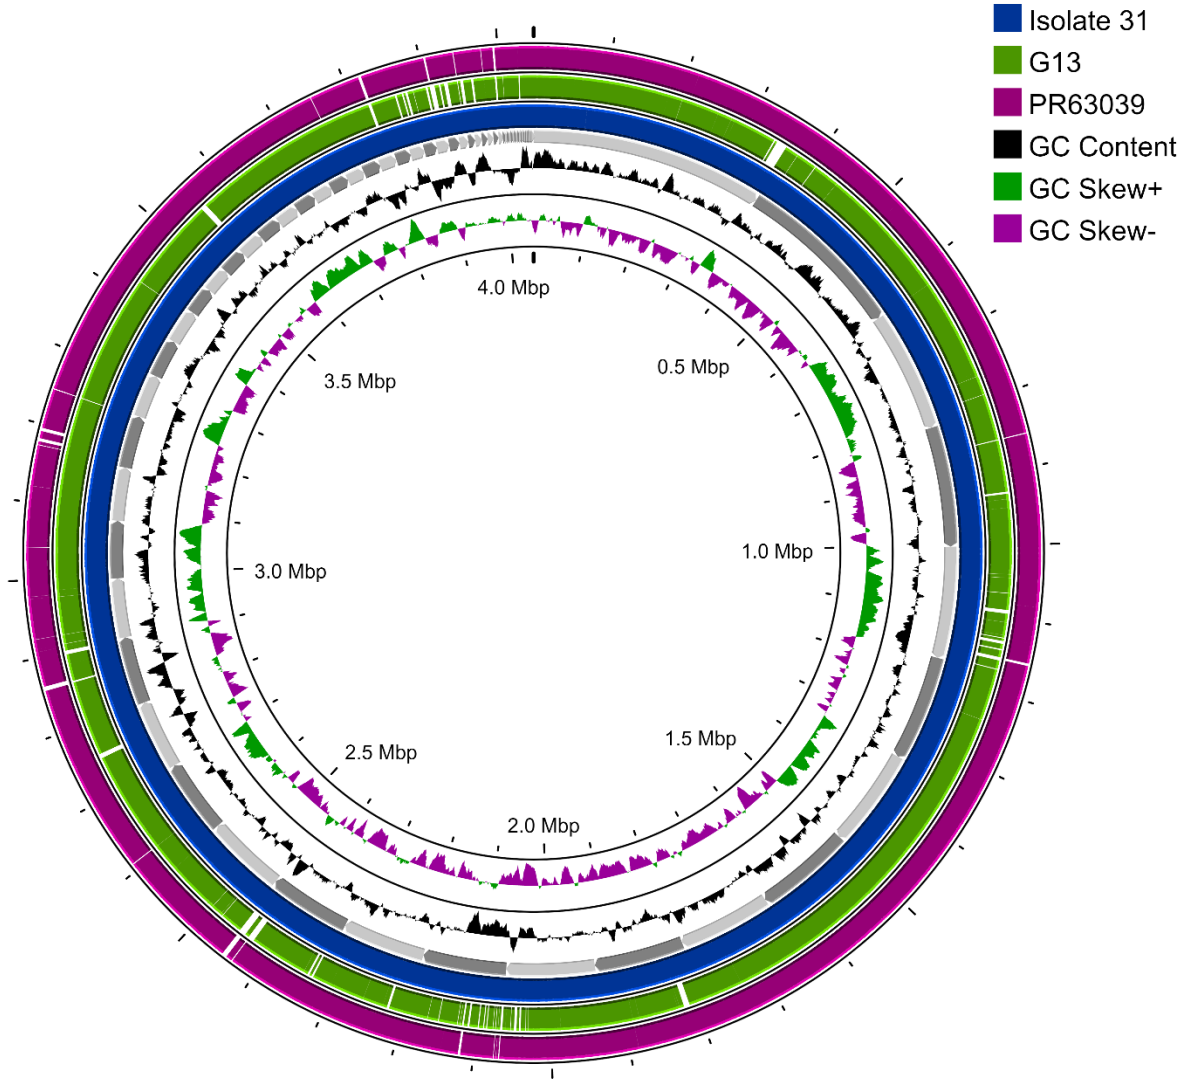 Isolate 31
G13
PR63039
GC Content
GC Skew+
GC Skew-
4.0 Mbp
0.5 Mbp
3.5 Mbp
1.0 Mbp
3.0 Mbp
1.5 Mbp
2.5 Mbp
2.0 Mbp